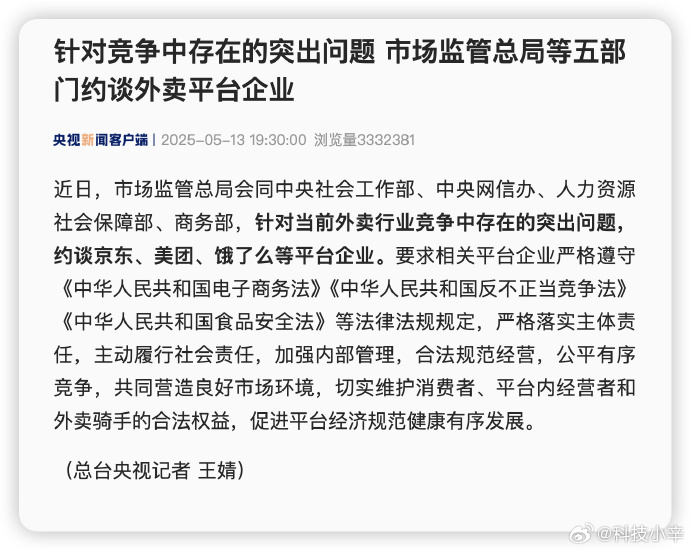 针对竞争中存在的突出问题 市场监管总局等五部
门约谈外卖平台企业
央视新闻客户端 | 2025-05-13 19:30:00 浏览量3332381
近日，市场监管总局会同中央社会工作部、中央网信办、人力资源
社会保障部、商务部，针对当前外卖行业竞争中存在的突出问题，
约谈京东、美团、饿了么等平台企业。要求相关平台企业严格遵守
《中华人民共和国电子商务法》《中华人民共和国反不正当竞争法》
《中华人民共和国食品安全法》等法律法规规定，严格落实主体责
任，主动履行社会责任，加强内部管理，合法规范经营，公平有序
竞争，共同营造良好市场环境，切实维护消费者、平台内经营者和
外卖骑手的合法权益，促进平台经济规范健康有序发展。
（总台央视记者 王婧）
@科技小辛